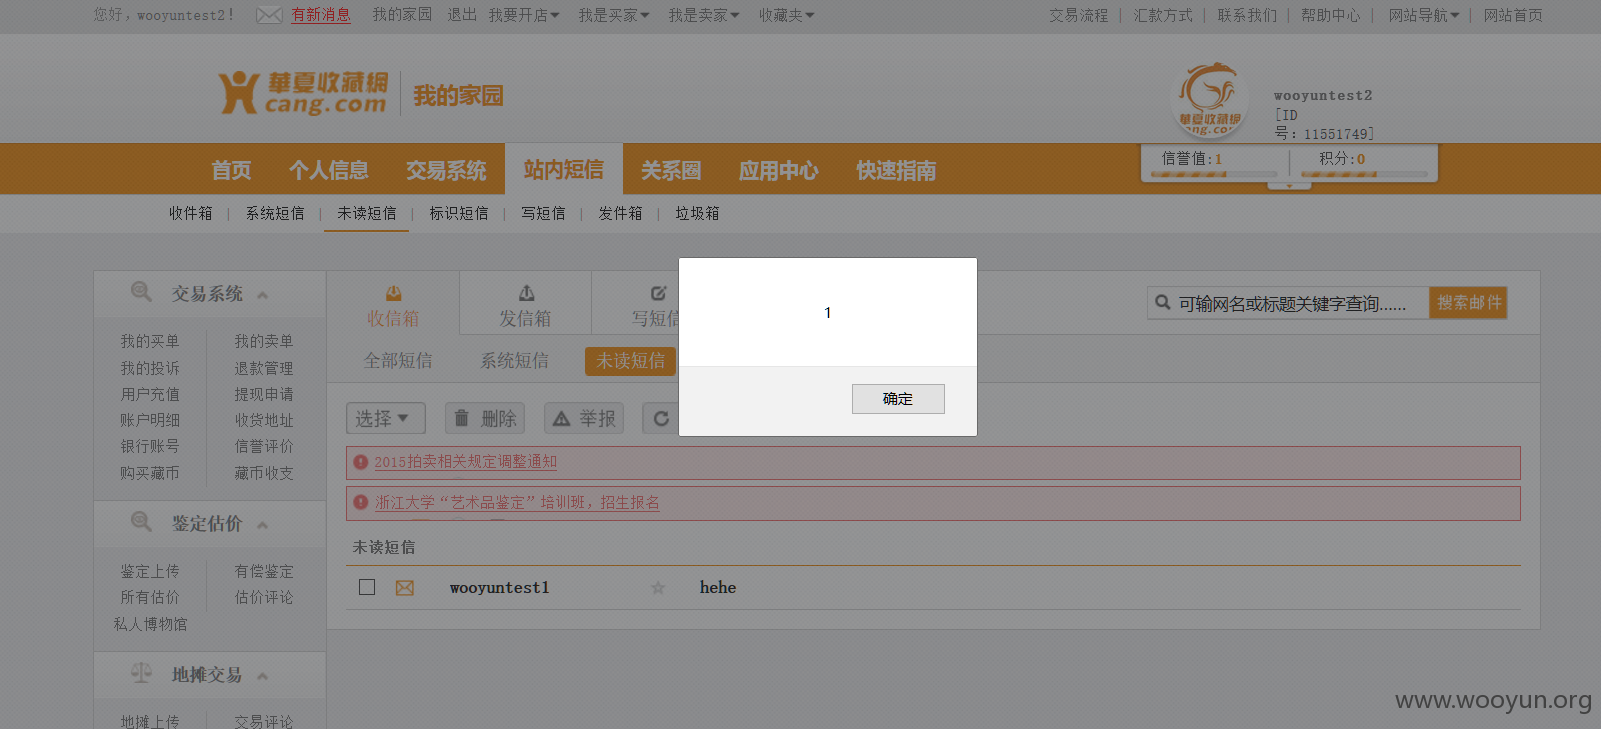 您好，wooyuntest2！ 有新消息 我的家园 退出 我要开店 我是买家 我是卖家 收藏夹 交易流程 | 汇款方式 | 联系我们 | 帮助中心 | 网站导航 | 网站首页
華夏收藏網
cang.com
我的家园
華夏收藏網
wooyuntest2
[ID
号：11551749]
首页 个人信息 交易系统 站内短信 关系圈 应用中心 快速指南
信誉值:1 积分:0
收件箱 | 系统短信 | 未读短信 | 标识短信 | 写短信 | 发件箱 | 垃圾箱
交易系统
我的买单 我的卖单
我的投诉 退款管理
用户充值 提现申请
账户明细 收货地址
银行账号 信誉评价
购买藏币 藏币收支
鉴定估价
鉴定上传 有偿鉴定
所有估价 估价评论
私人博物馆
地摊交易
地摊上传 交易评论
收信箱 发信箱 写短信
可输网名或标题关键字查询...... 搜索邮件
全部短信 系统短信 未读短信
选择 删除 举报
2015拍卖相关规定调整通知
浙江大学“艺术品鉴定”培训班，招生报名
未读短信
wooyuntest1 hehe
1
确定
www.wooyun.org